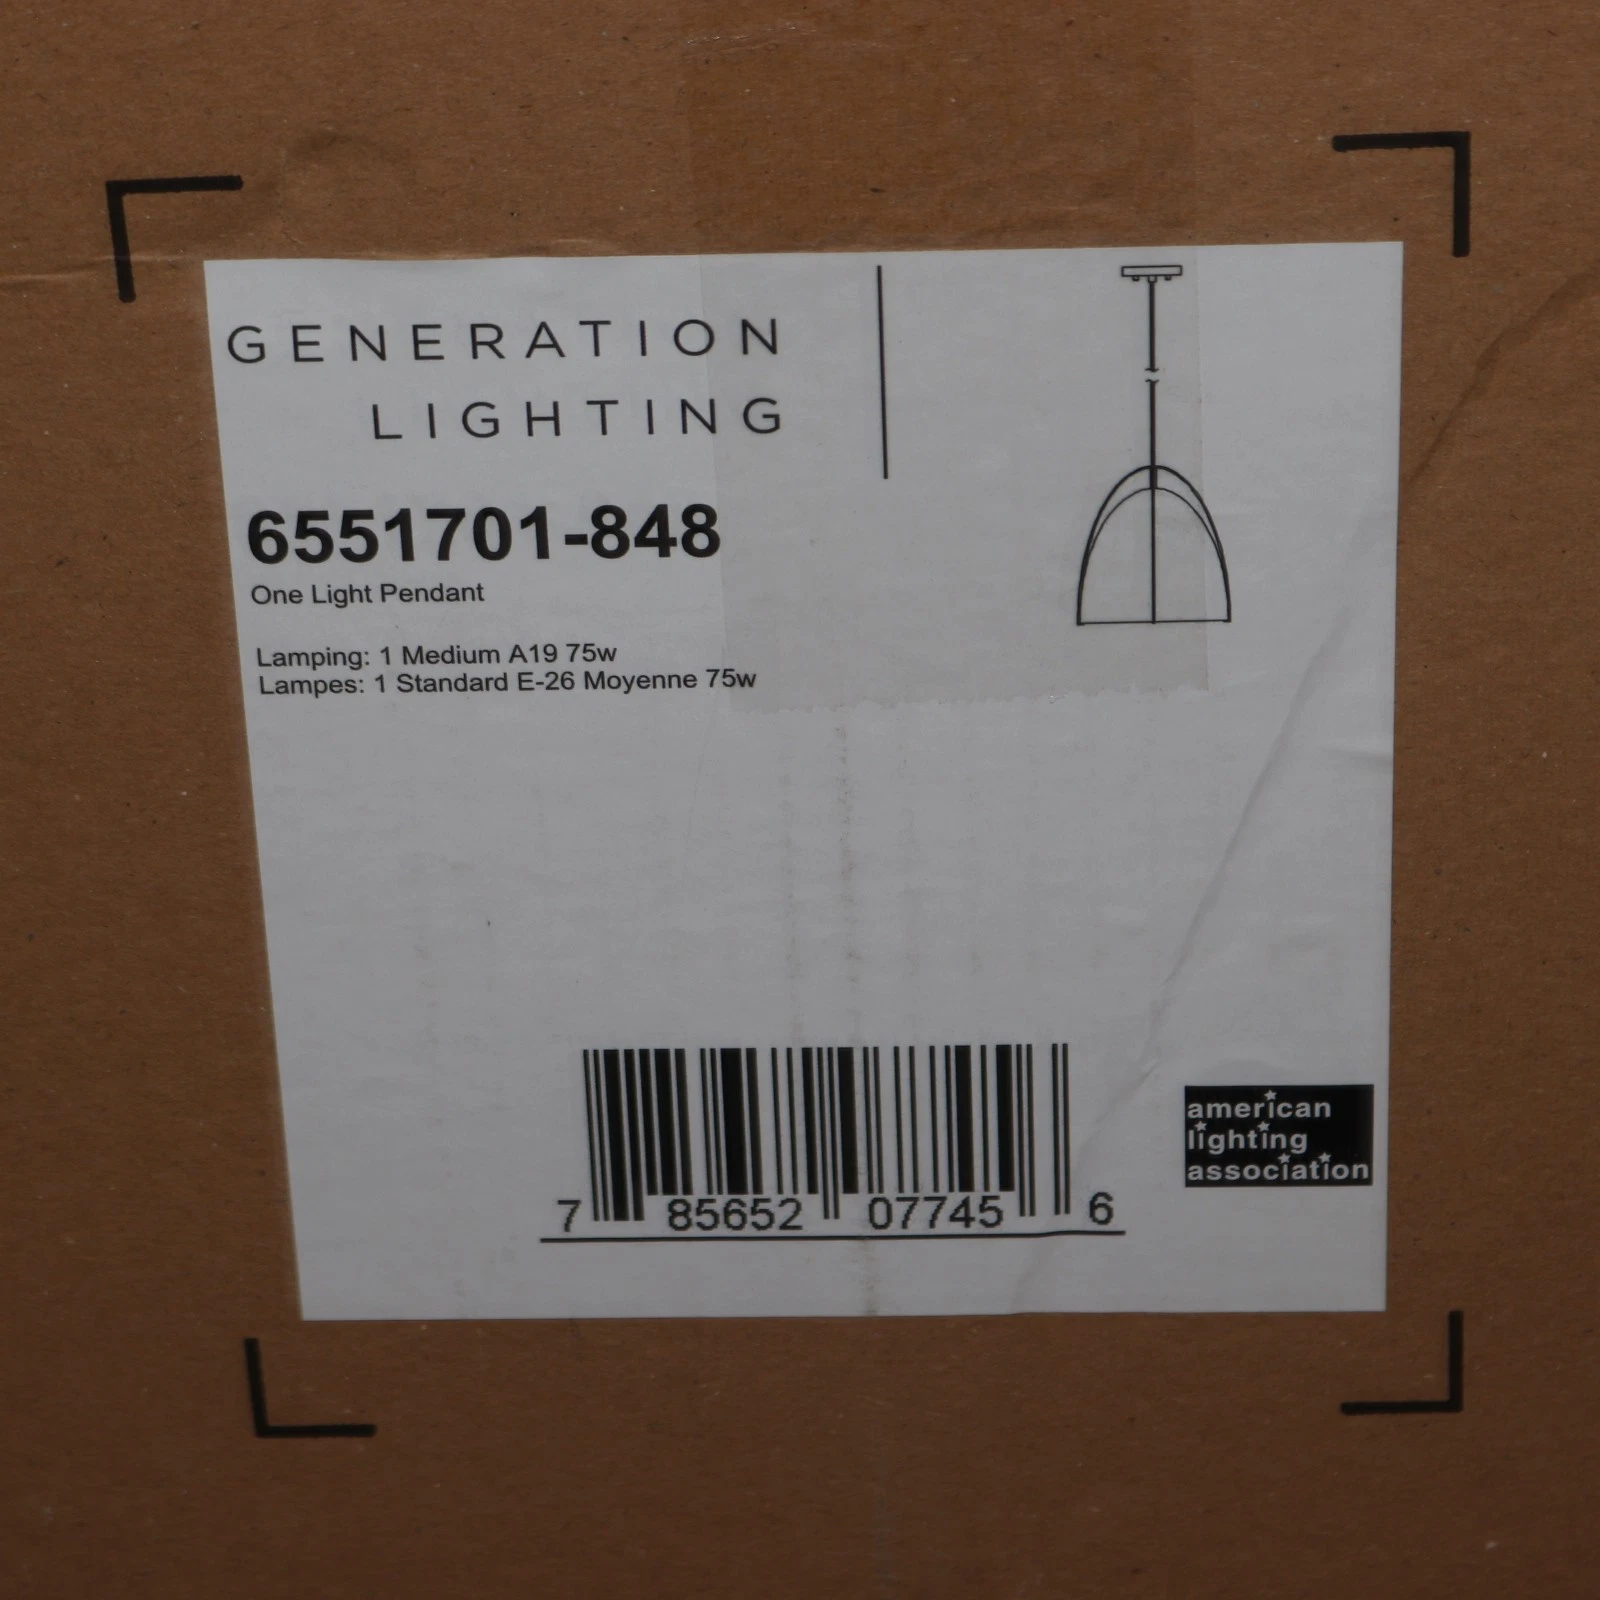 GENERATION
LIGHTING
6551701-848
One Light Pendant
Lamping: 1 Medium A19 75w
Lampes: 1 Standard E-26 Moyenne 75w
7 85652 07745 6
american
lighting
association